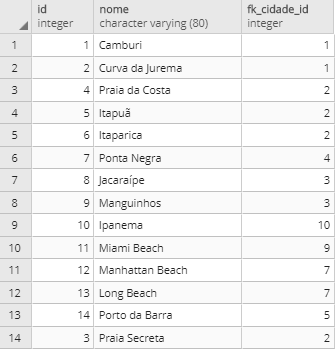 id nome fk_cidade_id
integer character varying (80) integer
1 1 Camburi 1
2 2 Curva da Jurema 1
3 4 Praia da Costa 2
4 5 Itapuã 2
5 6 Itaparica 2
6 7 Ponta Negra 4
7 8 Jacaraípe 3
8 9 Manguinhos 3
9 10 Ipanema 10
10 11 Miami Beach 9
11 12 Manhattan Beach 7
12 13 Long Beach 7
13 14 Porto da Barra 5
14 3 Praia Secreta 2